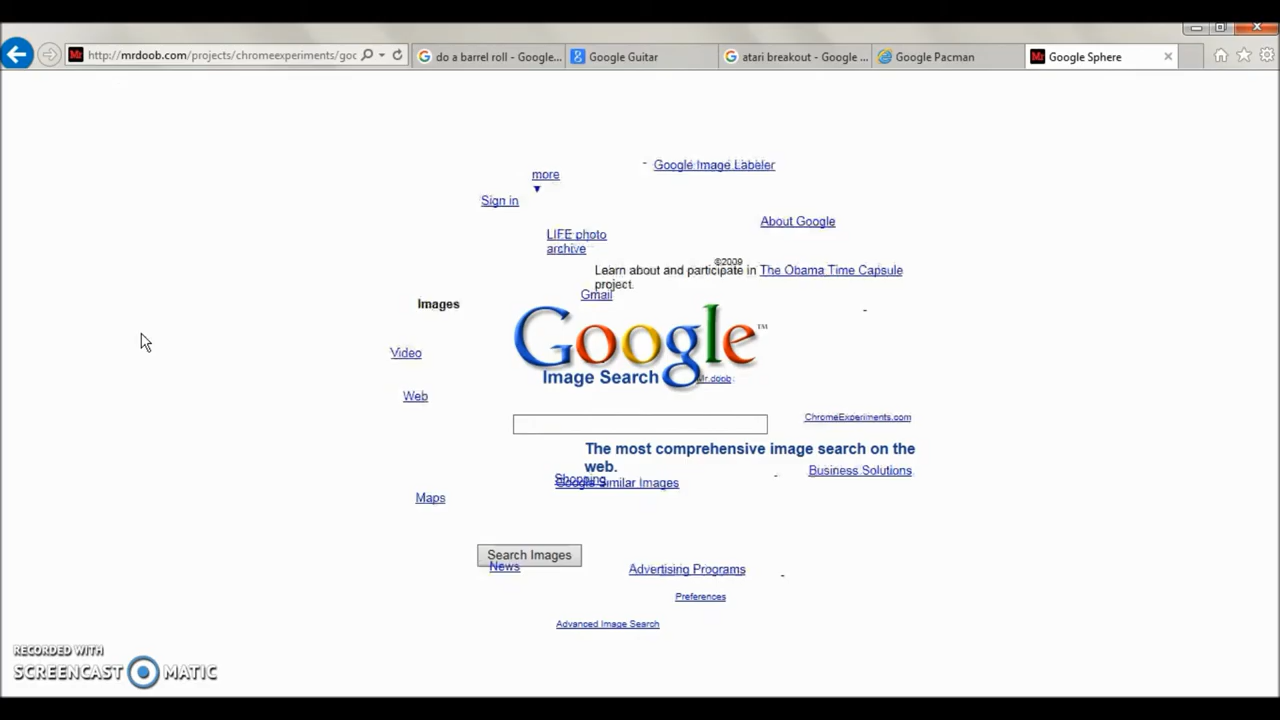 http://mrdoob.com/projects/chromeexperiments/goc
do a barrel roll - Google...
Google Guitar
atari breakout - Google ...
Google Pacman
Google Sphere
Google Image Labeler
more
Sign in
About Google
LIFE photo
archive
©2009
Learn about and participate in The Obama Time Capsule
project.
Gmail
Images
Google™
Video
Image Search
Mr.doob
Web
ChromeExperiments.com
The most comprehensive image search on the
web.
Business Solutions
Shopping
Google Similar Images
Maps
Search Images
News
Advertising Programs
Preferences
Advanced Image Search
RECORDED WITH
SCREENCAST MATIC